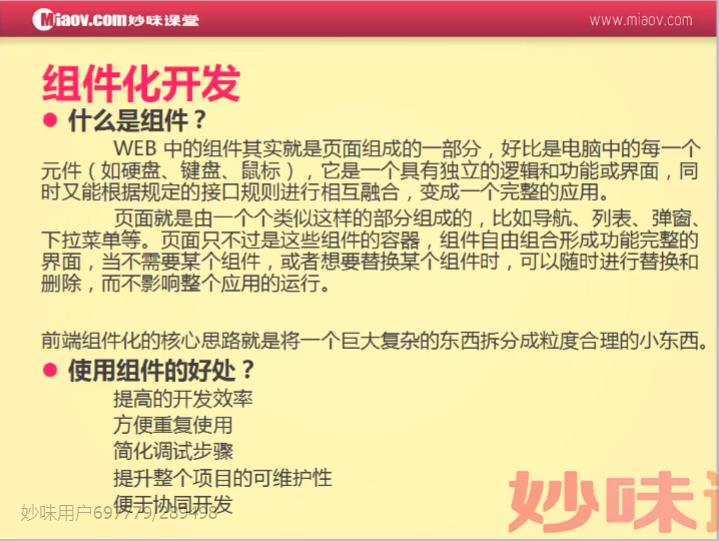 Miaov.com妙味课堂
www.miaov.com
组件化开发
什么是组件？
WEB 中的组件其实就是页面组成的一部分，好比是电脑中的每一个
元件（如硬盘、键盘、鼠标），它是一个具有独立的逻辑和功能或界面，同
时又能根据规定的接口规则进行相互融合，变成一个完整的应用。
页面就是由一个个类似这样的部分组成的，比如导航、列表、弹窗、
下拉菜单等。页面只不过是这些组件的容器，组件自由组合形成功能完整的
界面，当不需要某个组件，或者想要替换某个组件时，可以随时进行替换和
删除，而不影响整个应用的运行。
前端组件化的核心思路就是将一个巨大复杂的东西拆分成粒度合理的小东西。
使用组件的好处？
提高的开发效率
方便重复使用
简化调试步骤
提升整个项目的可维护性
便于协同开发
妙味用户697779/289498
妙味